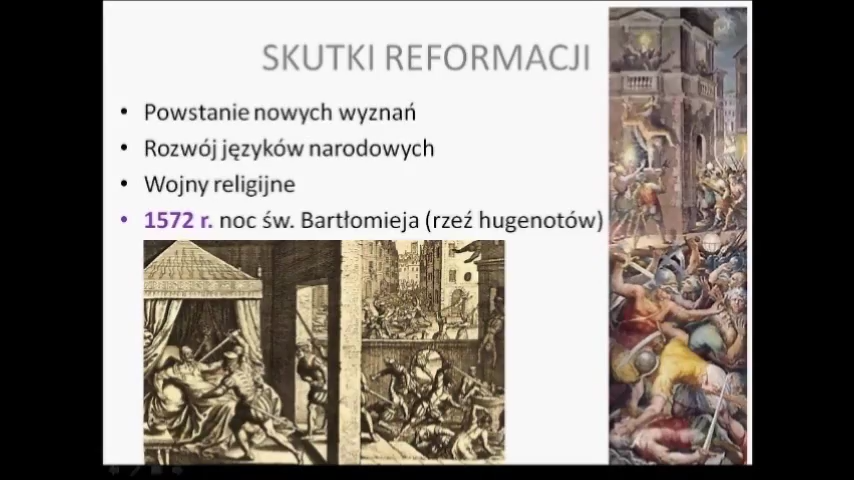 SKUTKI REFORMACJI
• Powstanie nowych wyznań
• Rozwój języków narodowych
• Wojny religijne
• 1572 r. noc św. Bartłomieja (rzeź hugenotów)